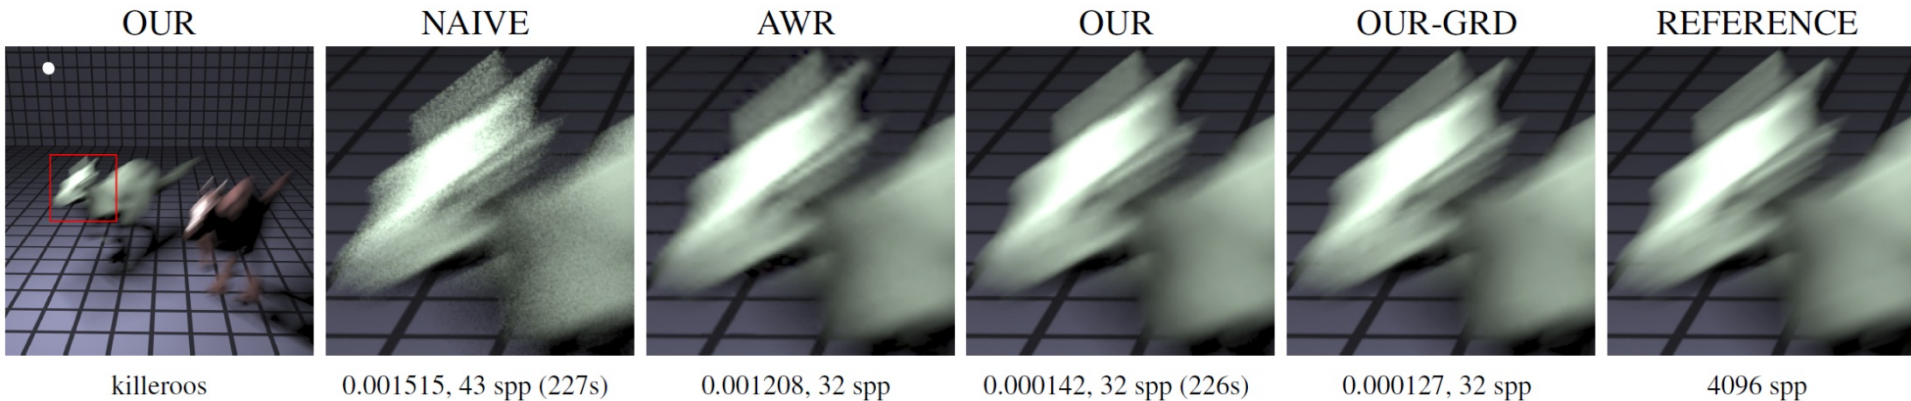 OUR NAIVE AWR OUR OUR-GRD REFERENCE
killeroos 0.001515, 43 spp (227s) 0.001208, 32 spp 0.000142, 32 spp (226s) 0.000127, 32 spp 4096 spp